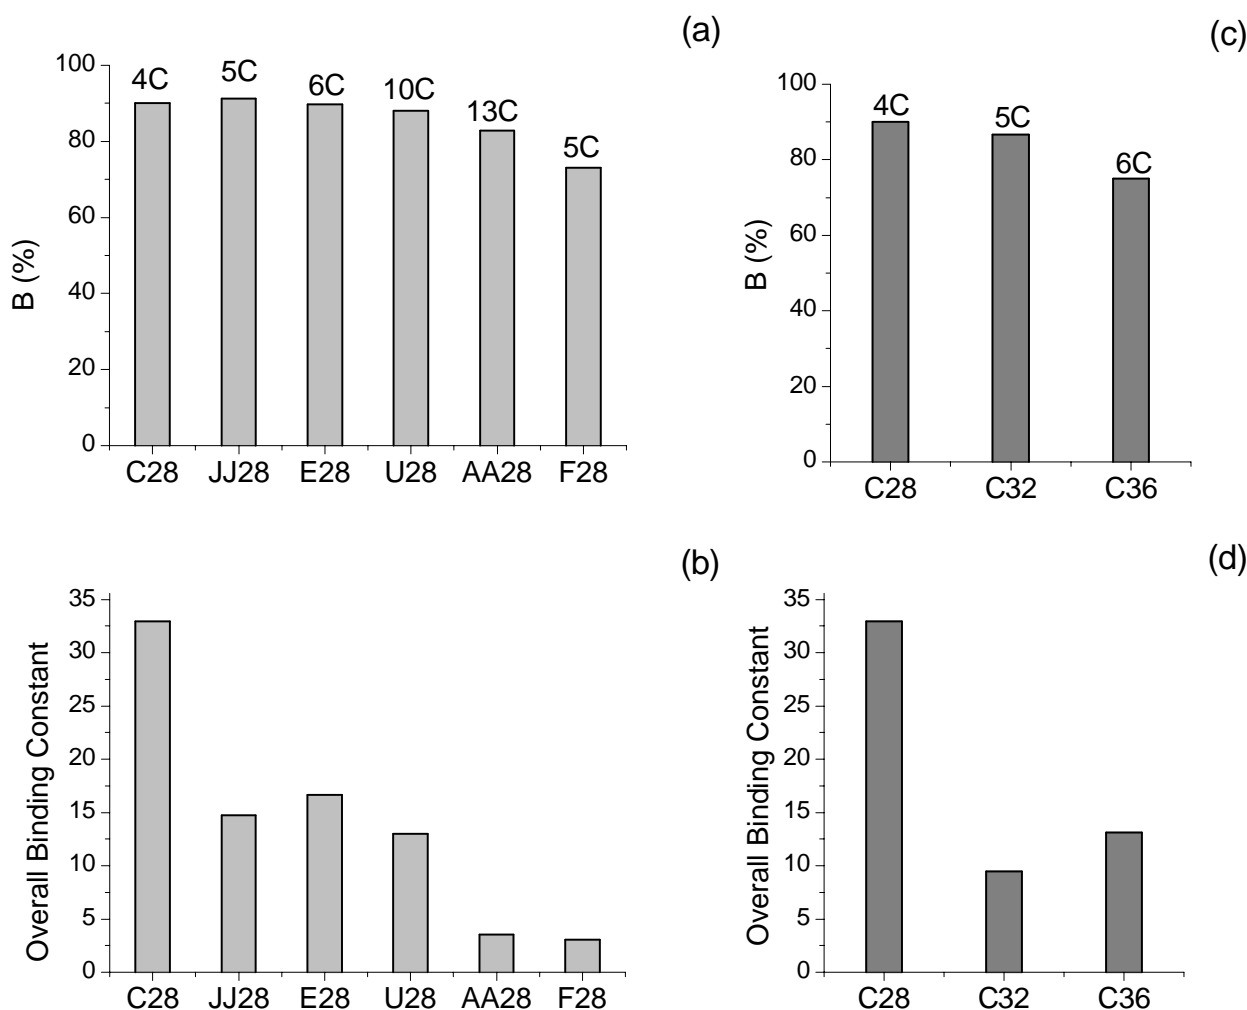 (a)
100
80
60
40
20
0
B (%)
4C
5C
6C
10C
13C
5C
C28 JJ28 E28 U28 AA28 F28
(c)
100
80
60
40
20
0
B (%)
4C
5C
6C
C28 C32 C36
(b)
35
30
25
20
15
10
5
0
Overall Binding Constant
C28 JJ28 E28 U28 AA28 F28
(d)
35
30
25
20
15
10
5
0
Overall Binding Constant
C28 C32 C36